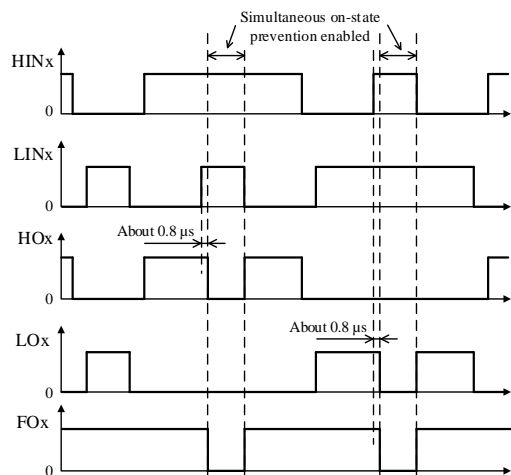 Simultaneous on-state
prevention enabled
HINx
0
LINx
0
HOx
About 0.8 µs
0
LOx
About 0.8 µs
0
FOx
0